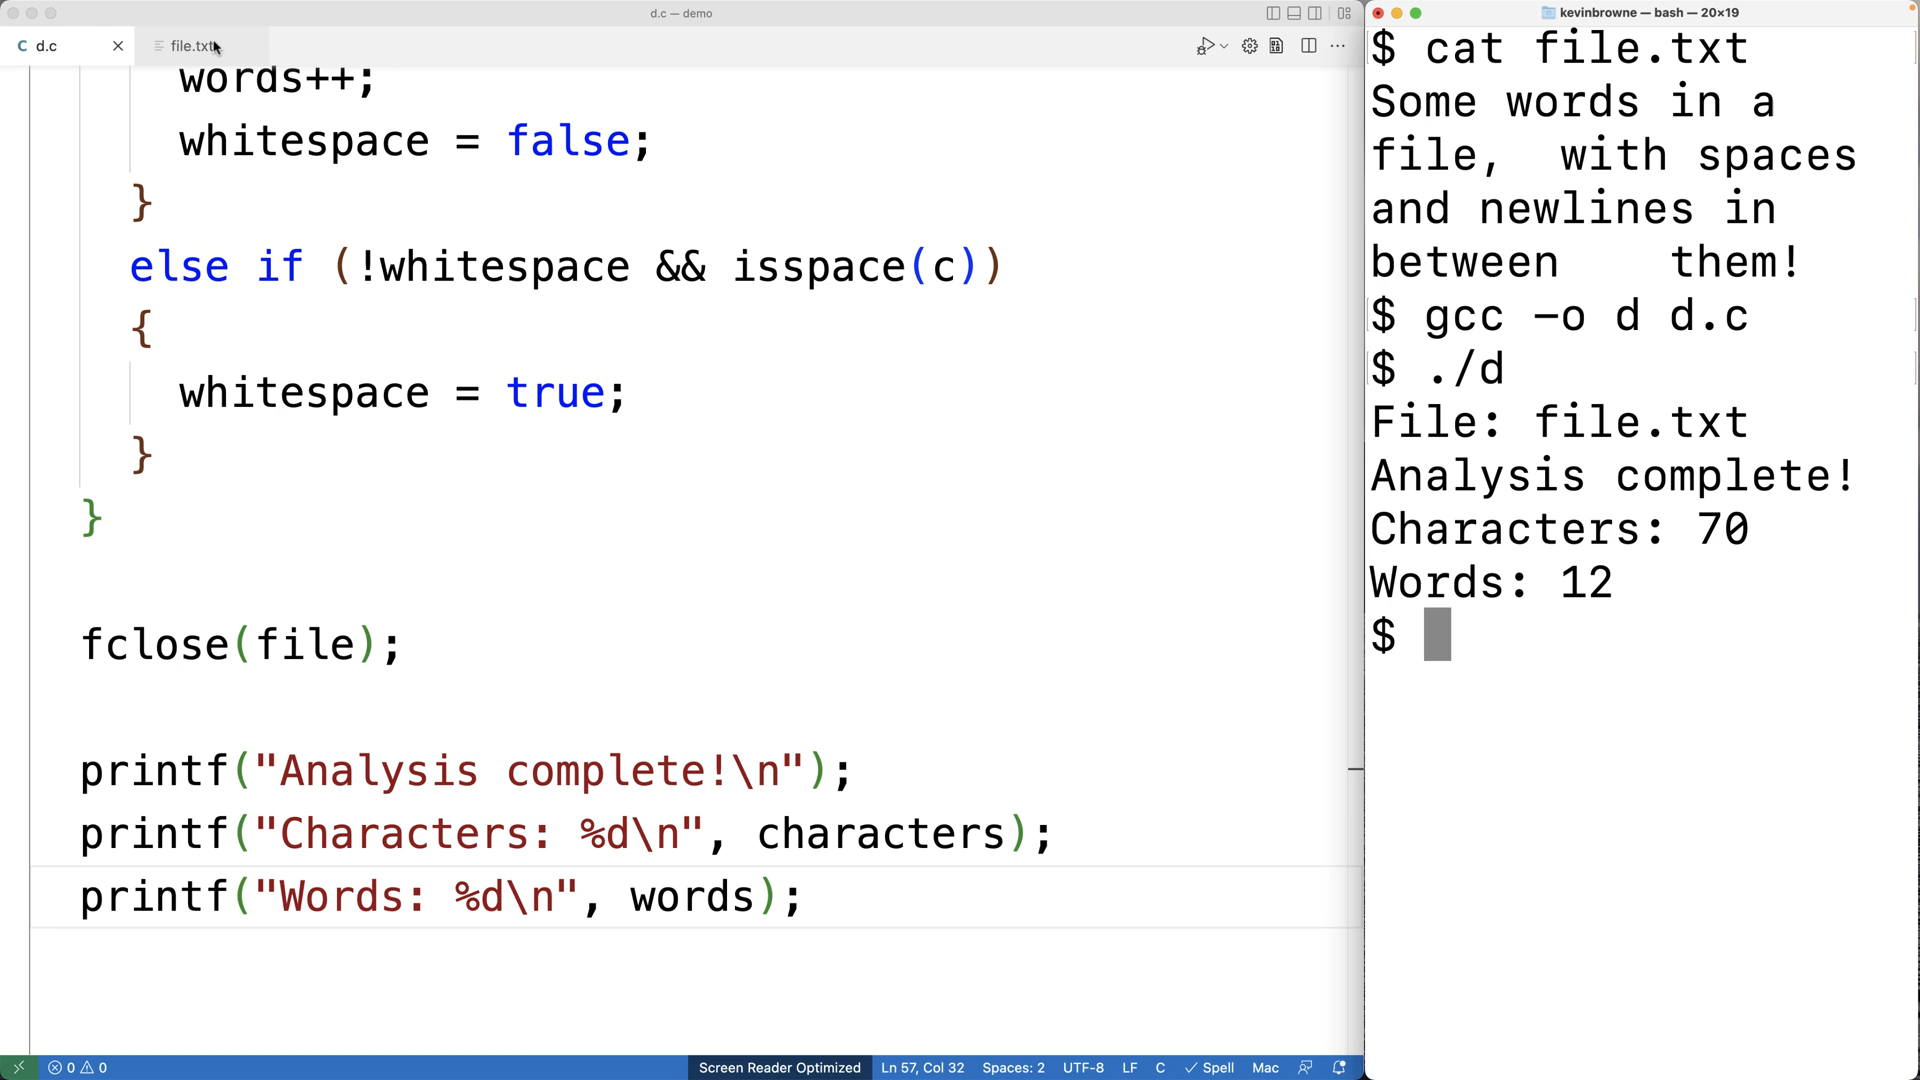 d.c — demo
C d.c
file.txt
words++;
whitespace = false;
}
else if (!whitespace && isspace(c))
{
whitespace = true;
}
}
fclose(file);
printf("Analysis complete!\n");
printf("Characters: %d\n", characters);
printf("Words: %d\n", words);
0 0
Screen Reader Optimized
Ln 57, Col 32
Spaces: 2
UTF-8
LF
C
Spell
Mac
kevinbrowne — bash — 20×19
$ cat file.txt
Some words in a
file,  with spaces
and newlines in
between    them!
$ gcc -o d d.c
$ ./d
File: file.txt
Analysis complete!
Characters: 70
Words: 12
$